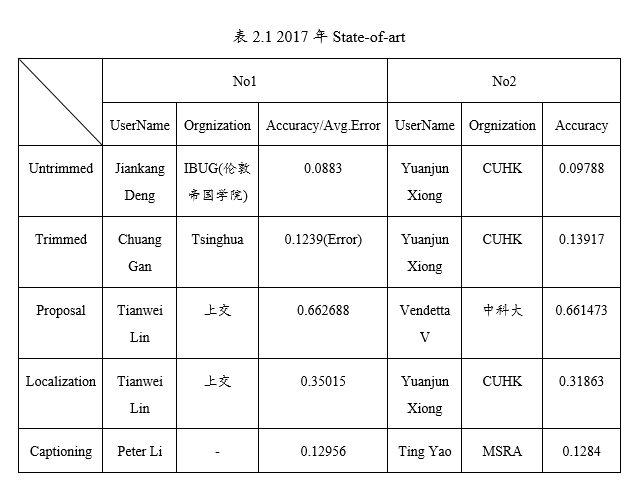 表 2.1 2017 年 State-of-art
No1 No2
UserName Orgnization Accuracy/Avg.Error UserName Orgnization Accuracy
Untrimmed Jiankang IBUG(伦敦 0.0883 Yuanjun CUHK 0.09788
Deng 帝国学院) Xiong
Trimmed Chuang Tsinghua 0.1239(Error) Yuanjun CUHK 0.13917
Gan Xiong
Proposal Tianwei 上交 0.662688 Vendetta 中科大 0.661473
Lin V
Localization Tianwei 上交 0.35015 Yuanjun CUHK 0.31863
Lin Xiong
Captioning Peter Li - 0.12956 Ting Yao MSRA 0.1284